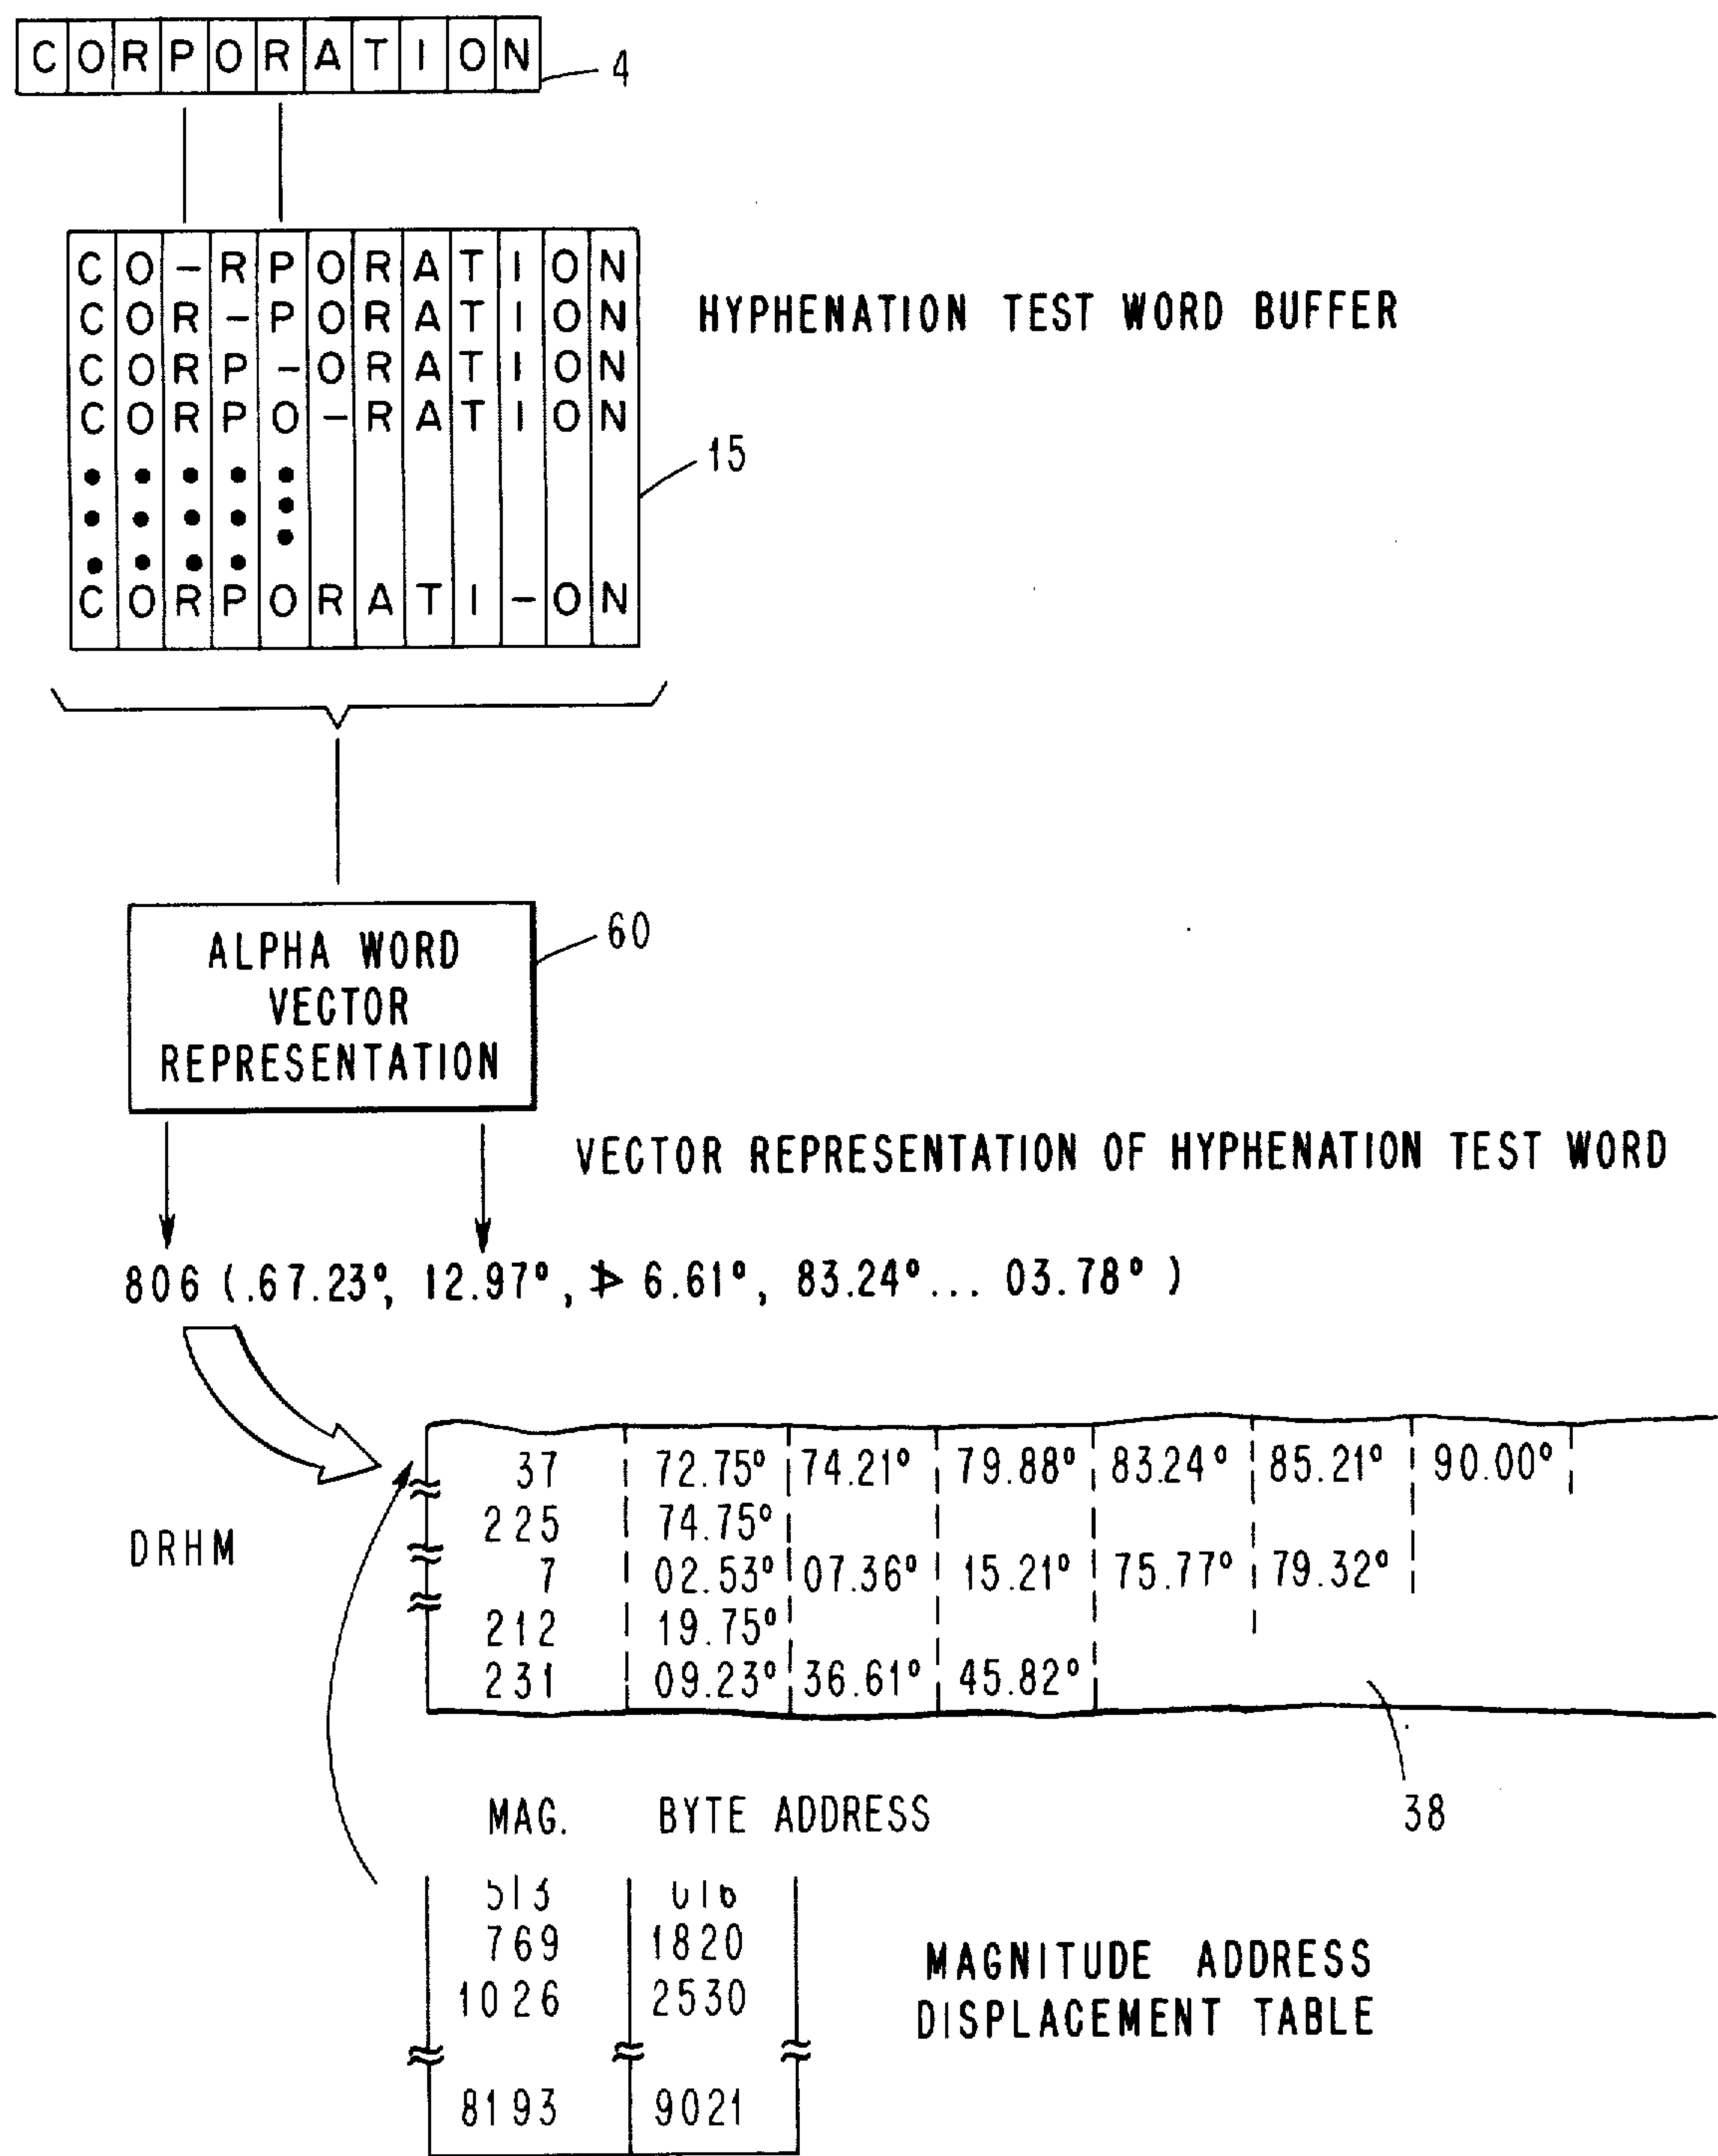 CORPORATION
4
CO-RPORATION
COR-PORATION
CORP-ORATION
CORPO-RATION
CORPORATI-ON
HYPHENATION TEST WORD BUFFER
15
ALPHA WORD
VECTOR
REPRESENTATION
60
VECTOR REPRESENTATION OF HYPHENATION TEST WORD
806 (.67.23°, 12.97°, 6.61°, 83.24°... 03.78° )
DRHM
37 72.75° 74.21° 79.88° 83.24° 85.21° 90.00°
225 74.75°
7 02.53° 07.36° 15.21° 75.77° 79.32°
212 19.75°
231 09.23° 36.61° 45.82°
38
MAG. BYTE ADDRESS
513
769 1820
1026 2530
8193 9021
MAGNITUDE ADDRESS
DISPLACEMENT TABLE